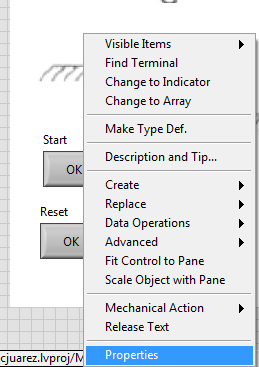 Visible Items
Find Terminal
Change to Indicator
Change to Array
Make Type Def.
Description and Tip...
Create
Replace
Data Operations
Advanced
Fit Control to Pane
Scale Object with Pane
Mechanical Action
Release Text
Properties
Start
OK
Reset
OK
cjuarez.lvproj/M